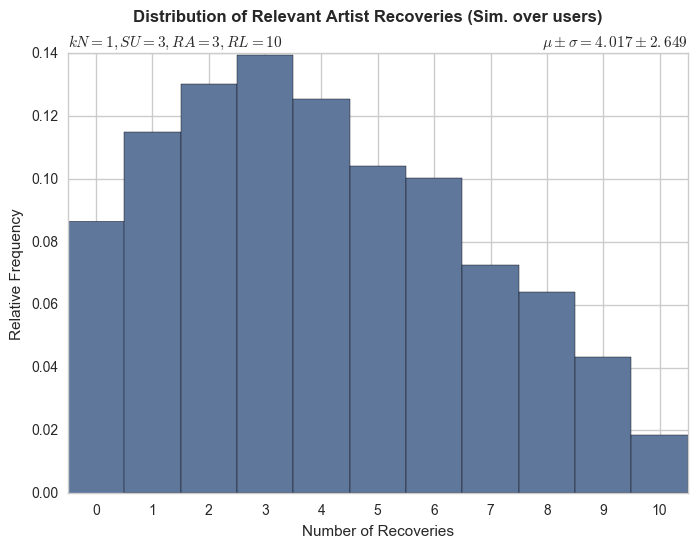 Distribution of Relevant Artist Recoveries (Sim. over users)
kN = 1, SU = 3, RA = 3, RL = 10
μ ± σ = 4.017 ± 2.649
0.14
0.12
0.10
0.08
0.06
0.04
0.02
0.00
Relative Frequency
0 1 2 3 4 5 6 7 8 9 10
Number of Recoveries